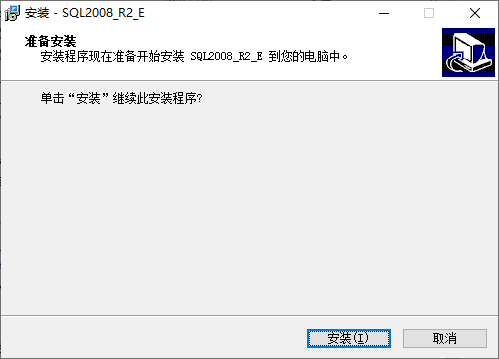 安装 - SQL2008_R2_E
准备安装
安装程序现在准备开始安装 SQL2008_R2_E 到您的电脑中。
单击“安装”继续此安装程序?
安装(I)
取消